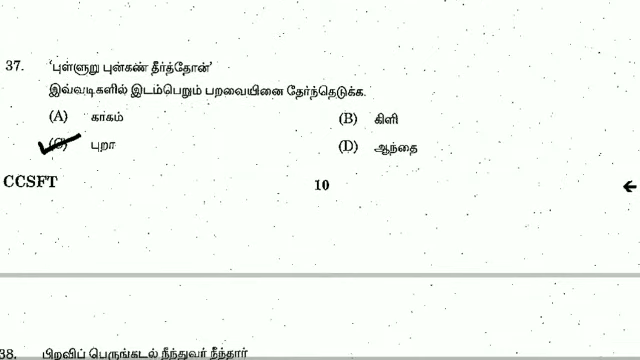 37. 'புள்ளுறு புன்கண் தீர்த்தோன்'
இவ்வடிகளில் இடம்பெறும் பறவையினை தேர்ந்தெடுக்க.
(A) காகம் (B) கிளி
(C) புறா (D) ஆந்தை
CCSFT 10
38. பிறவிப் பெருங்கடல் நீந்துவர் நீந்தார்